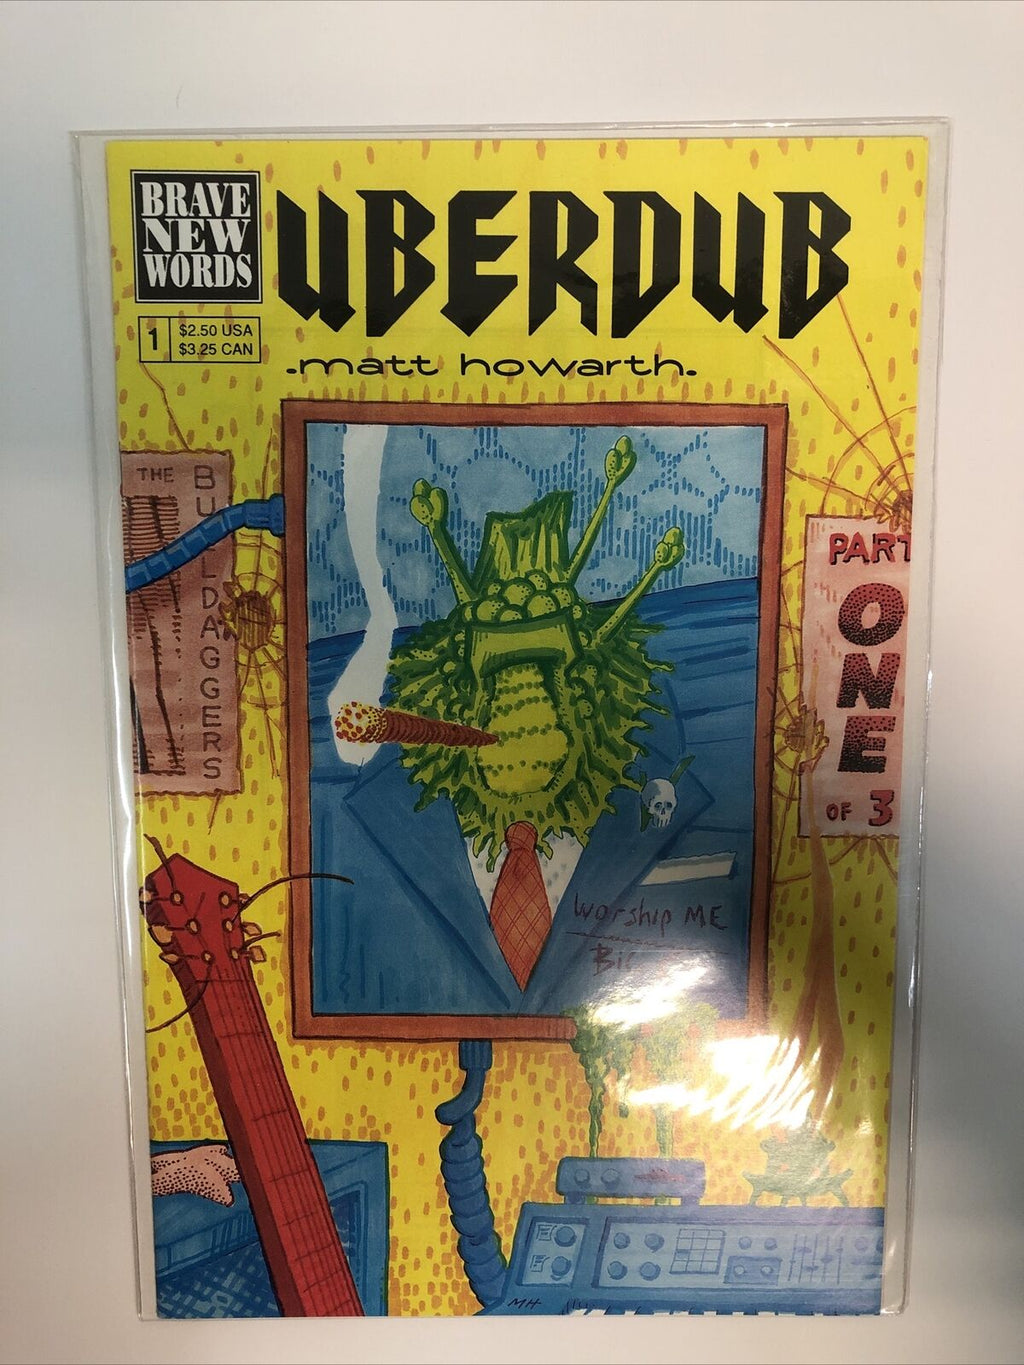 BRAVE
NEW
WORDS
UBERDUB
1
$2.50 USA
$3.25 CAN
.matt howarth.
THE
BULLDAGGERS
PART
ONE
OF 3
Worship ME
MH